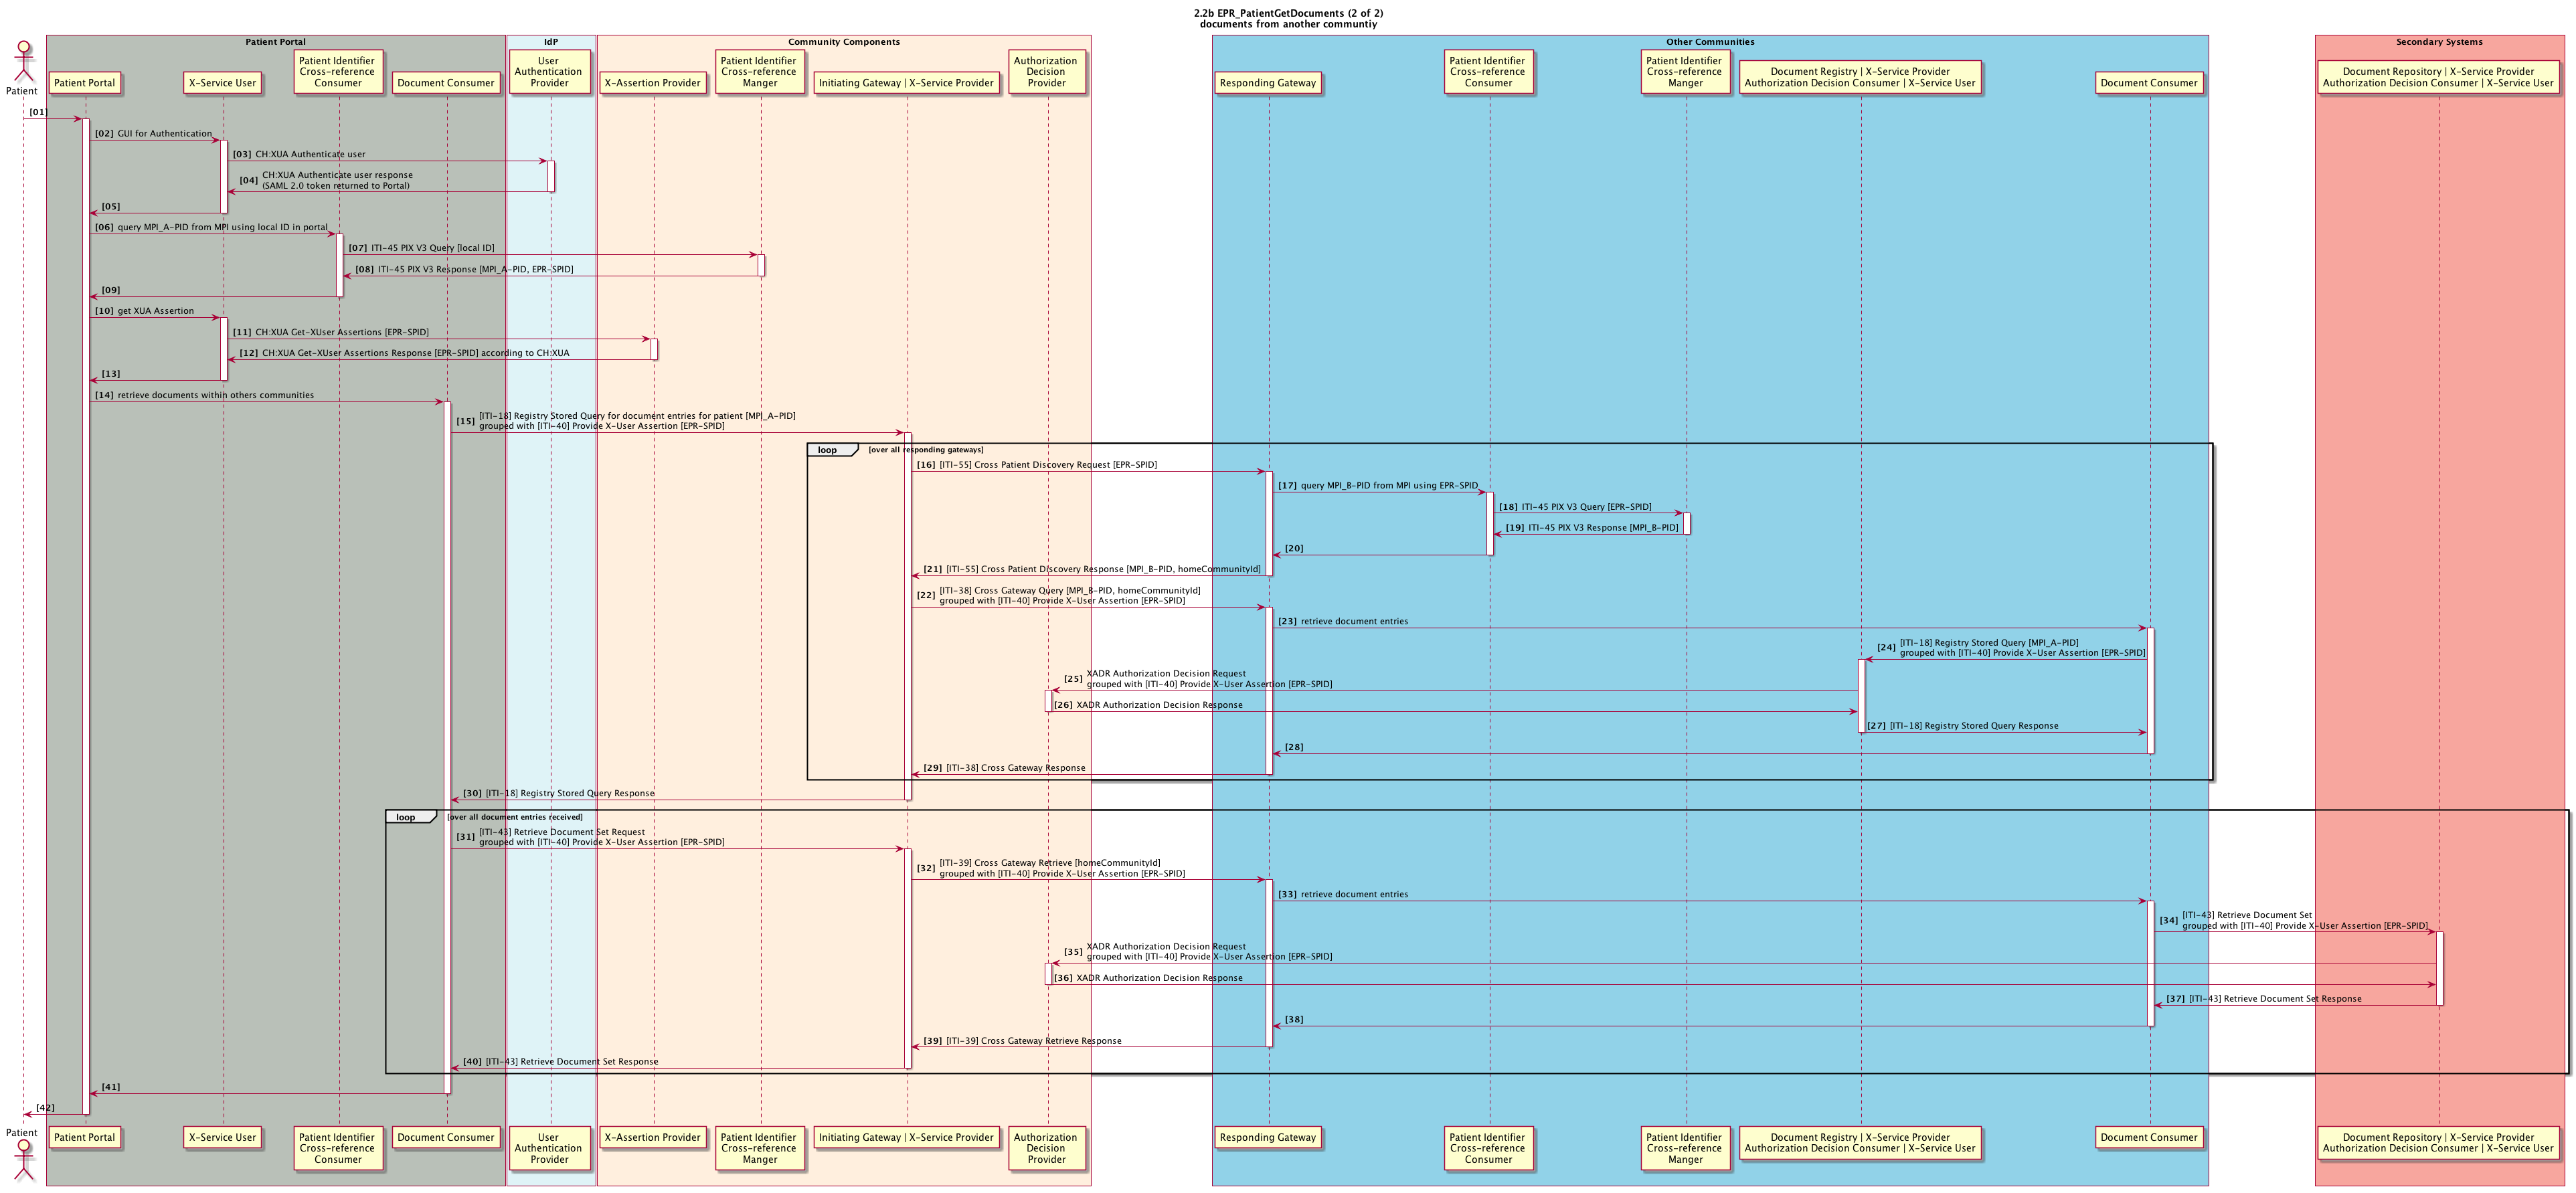 2.2b EPR_PatientGetDocuments (2 of 2)
documents from another communtiy
Patient Portal
IdP
Community Components
Other Communities
Secondary Systems
Patient
Patient Portal
X-Service User
Patient Identifier
Cross-reference
Consumer
Document Consumer
User
Authentication
Provider
X-Assertion Provider
Patient Identifier
Cross-reference
Manger
Initiating Gateway | X-Service Provider
Authorization
Decision
Provider
Responding Gateway
Patient Identifier
Cross-reference
Consumer
Patient Identifier
Cross-reference
Manger
Document Registry | X-Service Provider
Authorization Decision Consumer | X-Service User
Document Consumer
Document Repository | X-Service Provider
Authorization Decision Consumer | X-Service User
[01]
[02] GUI for Authentication
[03] CH:XUA Authenticate user
[04] CH:XUA Authenticate user response
(SAML 2.0 token returned to Portal)
[05]
[06] query MPI_A-PID from MPI using local ID in portal
[07] ITI-45 PIX V3 Query [local ID]
[08] ITI-45 PIX V3 Response [MPI_A-PID, EPR-SPID]
[09]
[10] get XUA Assertion
[11] CH:XUA Get-XUser Assertions [EPR-SPID]
[12] CH:XUA Get-XUser Assertions Response [EPR-SPID] according to CH:XUA
[13]
[14] retrieve documents within others communities
[15] [ITI-18] Registry Stored Query for document entries for patient [MPI_A-PID]
grouped with [ITI-40] Provide X-User Assertion [EPR-SPID]
loop [over all responding gateways]
[16] [ITI-55] Cross Patient Discovery Request [EPR-SPID]
[17] query MPI_B-PID from MPI using EPR-SPID
[18] ITI-45 PIX V3 Query [EPR-SPID]
[19] ITI-45 PIX V3 Response [MPI_B-PID]
[20]
[21] [ITI-55] Cross Patient Discovery Response [MPI_B-PID, homeCommunityId]
[22] [ITI-38] Cross Gateway Query [MPI_B-PID, homeCommunityId]
grouped with [ITI-40] Provide X-User Assertion [EPR-SPID]
[23] retrieve document entries
[24] [ITI-18] Registry Stored Query [MPI_A-PID]
grouped with [ITI-40] Provide X-User Assertion [EPR-SPID]
[25] XADR Authorization Decision Request
grouped with [ITI-40] Provide X-User Assertion [EPR-SPID]
[26] XADR Authorization Decision Response
[27] [ITI-18] Registry Stored Query Response
[28]
[29] [ITI-38] Cross Gateway Response
[30] [ITI-18] Registry Stored Query Response
loop [over all document entries received]
[31] [ITI-43] Retrieve Document Set Request
grouped with [ITI-40] Provide X-User Assertion [EPR-SPID]
[32] [ITI-39] Cross Gateway Retrieve [homeCommunityId]
grouped with [ITI-40] Provide X-User Assertion [EPR-SPID]
[33] retrieve document entries
[34] [ITI-43] Retrieve Document Set
grouped with [ITI-40] Provide X-User Assertion [EPR-SPID]
[35] XADR Authorization Decision Request
grouped with [ITI-40] Provide X-User Assertion [EPR-SPID]
[36] XADR Authorization Decision Response
[37] [ITI-43] Retrieve Document Set Response
[38]
[39] [ITI-39] Cross Gateway Retrieve Response
[40] [ITI-43] Retrieve Document Set Response
[41]
[42]
Patient
Patient Portal
X-Service User
Patient Identifier
Cross-reference
Consumer
Document Consumer
User
Authentication
Provider
X-Assertion Provider
Patient Identifier
Cross-reference
Manger
Initiating Gateway | X-Service Provider
Authorization
Decision
Provider
Responding Gateway
Patient Identifier
Cross-reference
Consumer
Patient Identifier
Cross-reference
Manger
Document Registry | X-Service Provider
Authorization Decision Consumer | X-Service User
Document Consumer
Document Repository | X-Service Provider
Authorization Decision Consumer | X-Service User